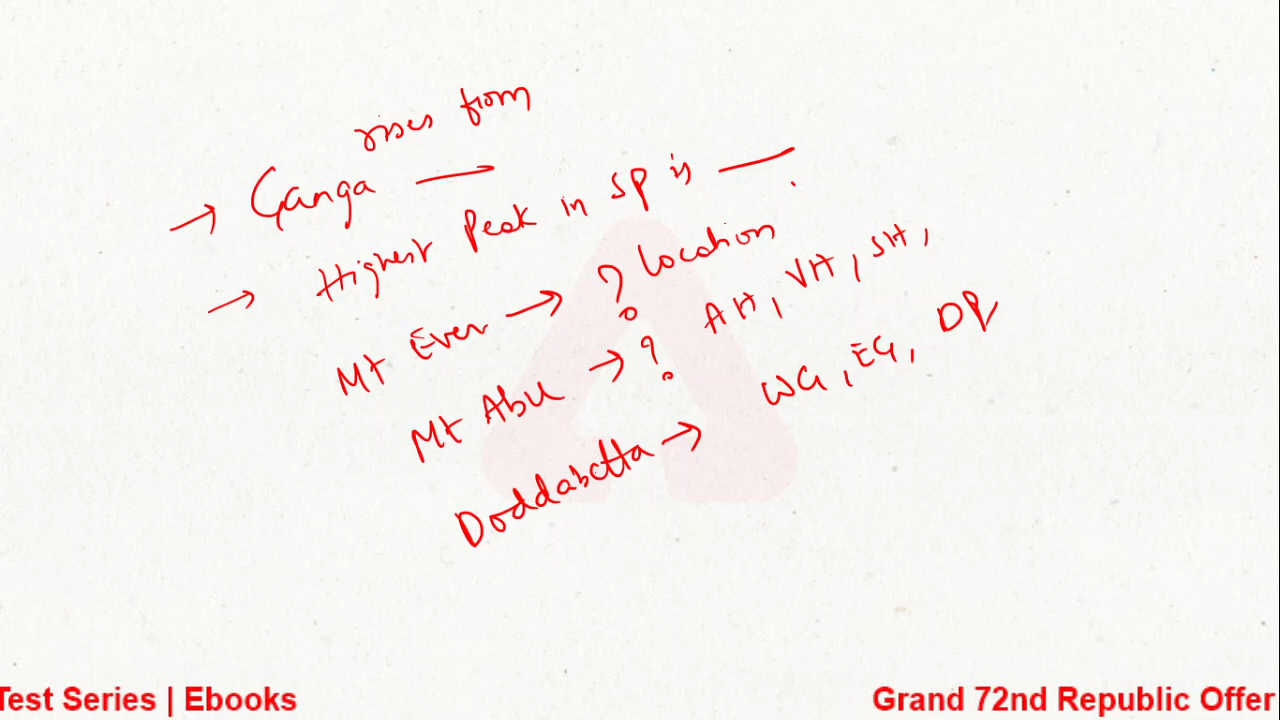 rises from
→ Ganga —
→ Highest Peak in SP is — .
Mt Ever → ? location
Mt Abu → ? AH, VH, SH,
Doddabetta → WG, EG, DP
Test Series | Ebooks
Grand 72nd Republic Offer